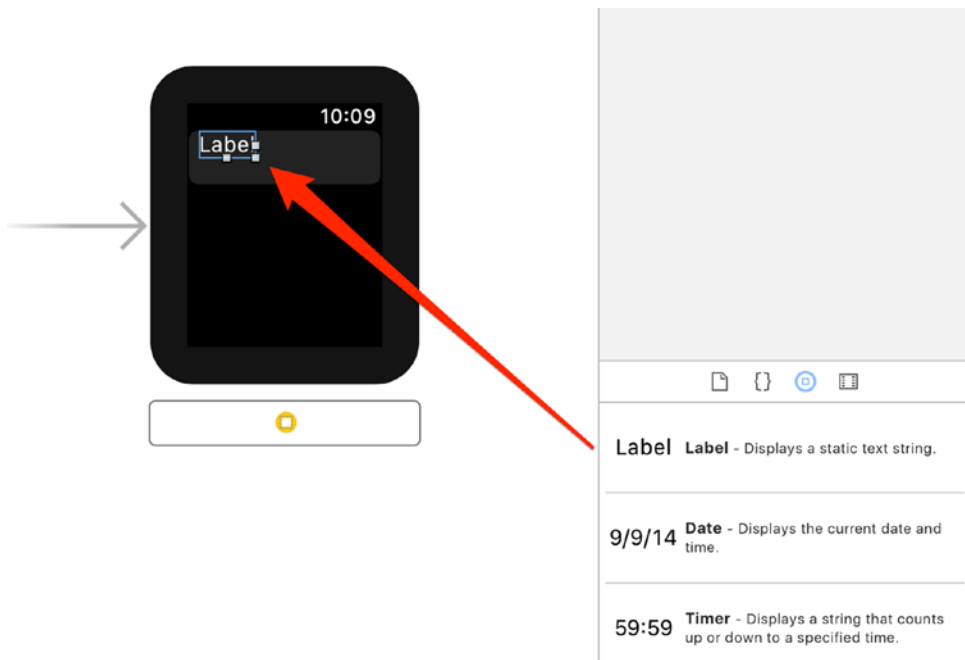 10:09
Label
Label Label - Displays a static text string.
9/9/14 Date - Displays the current date and
time.
59:59 Timer - Displays a string that counts
up or down to a specified time.